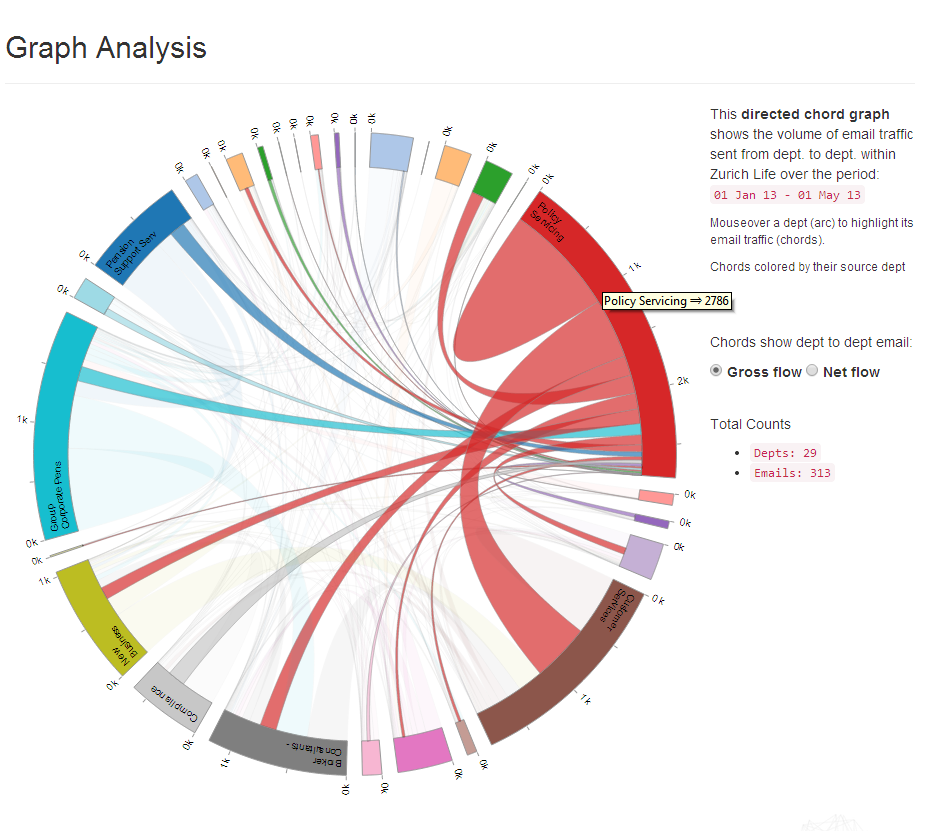 Graph Analysis
This directed chord graph
shows the volume of email traffic
sent from dept. to dept. within
Zurich Life over the period:
01 Jan 13 - 01 May 13
Mouseover a dept (arc) to highlight its
email traffic (chords).
Chords colored by their source dept
Chords show dept to dept email:
Gross flow Net flow
Total Counts
Depts: 29
Emails: 313
Policy Servicing ⇒ 2786
Policy
Servicing
0k
1k
2k
0k
0k
0k
Customer
Services
0k
1k
0k
0k
0k
Broker
Consultants -
0k
1k
Compliance
0k
New
Business
0k
1k
0k
Group
Corporate Pens
0k
1k
0k
Pension
Support Serv
0k
0k
0k
0k
0k
0k
0k
0k
0k
0k
0k
0k
0k
0k